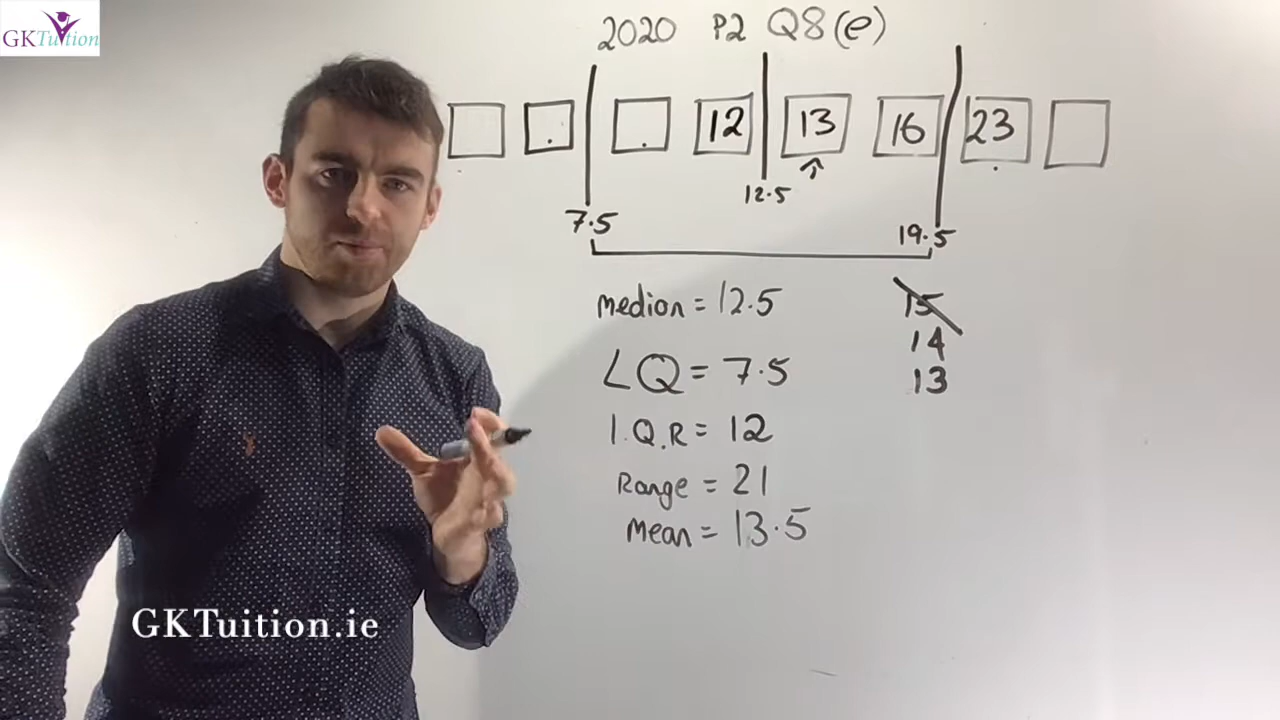 GKTuition
2020 P2 Q8(e)
12 13 16 23
12.5
7.5
19.5
median = 12.5
15
LQ = 7.5
14
13
I.Q.R = 12
Range = 21
Mean = 13.5
GKTuition.ie